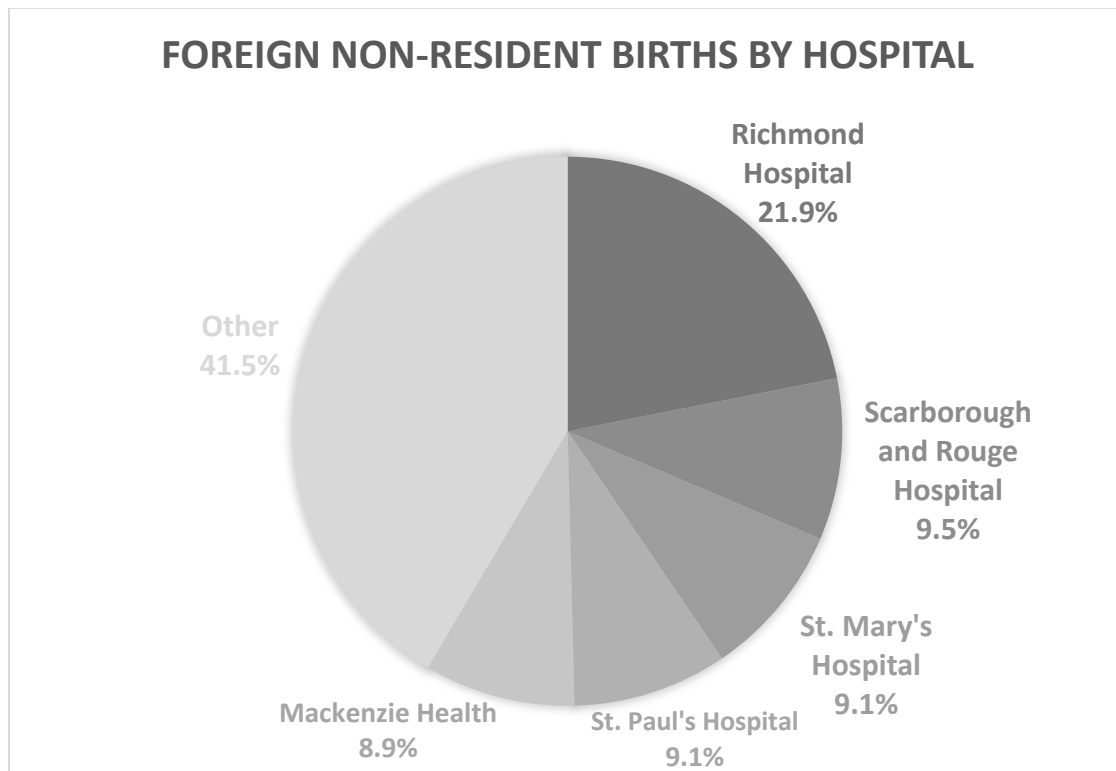 FOREIGN NON-RESIDENT BIRTHS BY HOSPITAL
Richmond
Hospital
21.9%
Scarborough
and Rouge
Hospital
9.5%
St. Mary's
Hospital
9.1%
St. Paul's Hospital
9.1%
Mackenzie Health
8.9%
Other
41.5%